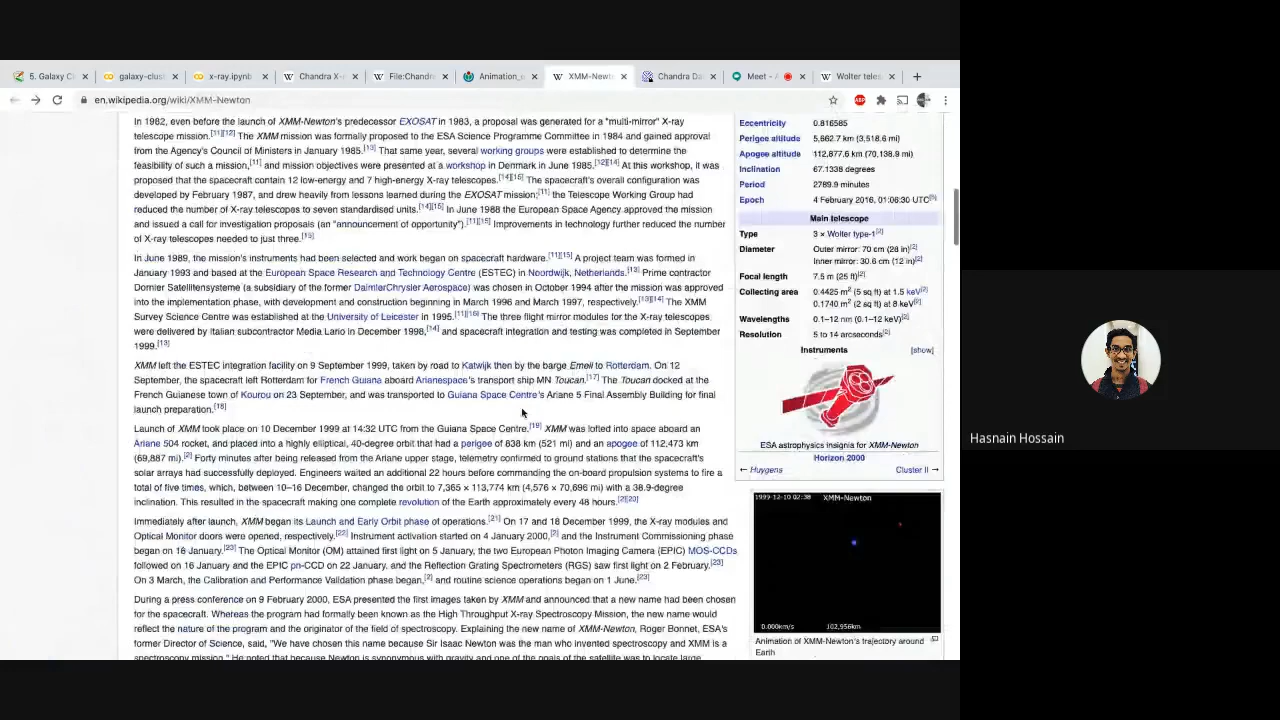 5. Galaxy Cl
galaxy-clust
x-ray.ipynb
Chandra X-r
File:Chandra
Animation_o
XMM-Newt
Chandra Da
Meet - A
Wolter teles
en.wikipedia.org/wiki/XMM-Newton
In 1982, even before the launch of XMM-Newton's predecessor EXOSAT in 1983, a proposal was generated for a "multi-mirror" X-ray
telescope mission.[11][12] The XMM mission was formally proposed to the ESA Science Programme Committee in 1984 and gained approval
from the Agency's Council of Ministers in January 1985.[13] That same year, several working groups were established to determine the
feasibility of such a mission,[11] and mission objectives were presented at a workshop in Denmark in June 1985.[12][14] At this workshop, it was
proposed that the spacecraft contain 12 low-energy and 7 high-energy X-ray telescopes.[14][15] The spacecraft's overall configuration was
developed by February 1987, and drew heavily from lessons learned during the EXOSAT mission;[11] the Telescope Working Group had
reduced the number of X-ray telescopes to seven standardised units.[14][15] In June 1988 the European Space Agency approved the mission
and issued a call for investigation proposals (an "announcement of opportunity").[11][15] Improvements in technology further reduced the number
of X-ray telescopes needed to just three.[15]
In June 1989, the mission's instruments had been selected and work began on spacecraft hardware.[11][15] A project team was formed in
January 1993 and based at the European Space Research and Technology Centre (ESTEC) in Noordwijk, Netherlands.[13] Prime contractor
Dornier Satellitensysteme (a subsidiary of the former DaimlerChrysler Aerospace) was chosen in October 1994 after the mission was approved
into the implementation phase, with development and construction beginning in March 1996 and March 1997, respectively.[13][14] The XMM
Survey Science Centre was established at the University of Leicester in 1995.[11][16] The three flight mirror modules for the X-ray telescopes
were delivered by Italian subcontractor Media Lario in December 1998,[14] and spacecraft integration and testing was completed in September
1999.[13]
XMM left the ESTEC integration facility on 9 September 1999, taken by road to Katwijk then by the barge Emeli to Rotterdam. On 12
September, the spacecraft left Rotterdam for French Guiana aboard Arianespace's transport ship MN Toucan.[17] The Toucan docked at the
French Guianese town of Kourou on 23 September, and was transported to Guiana Space Centre's Ariane 5 Final Assembly Building for final
launch preparation.[18]
Launch of XMM took place on 10 December 1999 at 14:32 UTC from the Guiana Space Centre.[19] XMM was lofted into space aboard an
Ariane 504 rocket, and placed into a highly elliptical, 40-degree orbit that had a perigee of 838 km (521 mi) and an apogee of 112,473 km
(69,887 mi).[2] Forty minutes after being released from the Ariane upper stage, telemetry confirmed to ground stations that the spacecraft's
solar arrays had successfully deployed. Engineers waited an additional 22 hours before commanding the on-board propulsion systems to fire a
total of five times, which, between 10–16 December, changed the orbit to 7,365 × 113,774 km (4,576 × 70,696 mi) with a 38.9-degree
inclination. This resulted in the spacecraft making one complete revolution of the Earth approximately every 48 hours.[2][20]
Immediately after launch, XMM began its Launch and Early Orbit phase of operations.[21] On 17 and 18 December 1999, the X-ray modules and
Optical Monitor doors were opened, respectively.[22] Instrument activation started on 4 January 2000,[2] and the Instrument Commissioning phase
began on 16 January.[23] The Optical Monitor (OM) attained first light on 5 January, the two European Photon Imaging Camera (EPIC) MOS-CCDs
followed on 16 January and the EPIC pn-CCD on 22 January, and the Reflection Grating Spectrometers (RGS) saw first light on 2 February.[23]
On 3 March, the Calibration and Performance Validation phase began,[2] and routine science operations began on 1 June.[23]
During a press conference on 9 February 2000, ESA presented the first images taken by XMM and announced that a new name had been chosen
for the spacecraft. Whereas the program had formally been known as the High Throughput X-ray Spectroscopy Mission, the new name would
reflect the nature of the program and the originator of the field of spectroscopy. Explaining the new name of XMM-Newton, Roger Bonnet, ESA's
former Director of Science, said, "We have chosen this name because Sir Isaac Newton was the man who invented spectroscopy and XMM is a
spectroscopy mission." He noted that because Newton is synonymous with gravity and one of the goals of the satellite was to locate large
Eccentricity 0.816585
Perigee altitude 5,662.7 km (3,518.6 mi)
Apogee altitude 112,877.6 km (70,138.9 mi)
Inclination 67.1338 degrees
Period 2789.9 minutes
Epoch 4 February 2016, 01:06:30 UTC[5]
Main telescope
Type 3 × Wolter type-1[2]
Diameter Outer mirror: 70 cm (28 in)[2]
Inner mirror: 30.6 cm (12 in)[2]
Focal length 7.5 m (25 ft)[2]
Collecting area 0.4425 m2 (5 sq ft) at 1.5 keV[2]
0.1740 m2 (2 sq ft) at 8 keV[2]
Wavelengths 0.1–12 nm (0.1–12 keV)[2]
Resolution 5 to 14 arcseconds[2]
Instruments [show]
ESA astrophysics insignia for XMM-Newton
Horizon 2000
← Huygens Cluster II →
1999-12-10 02:38 XMM-Newton
0.000km/s 102,956km
Animation of XMM-Newton's trajectory around
Earth
Hasnain Hossain